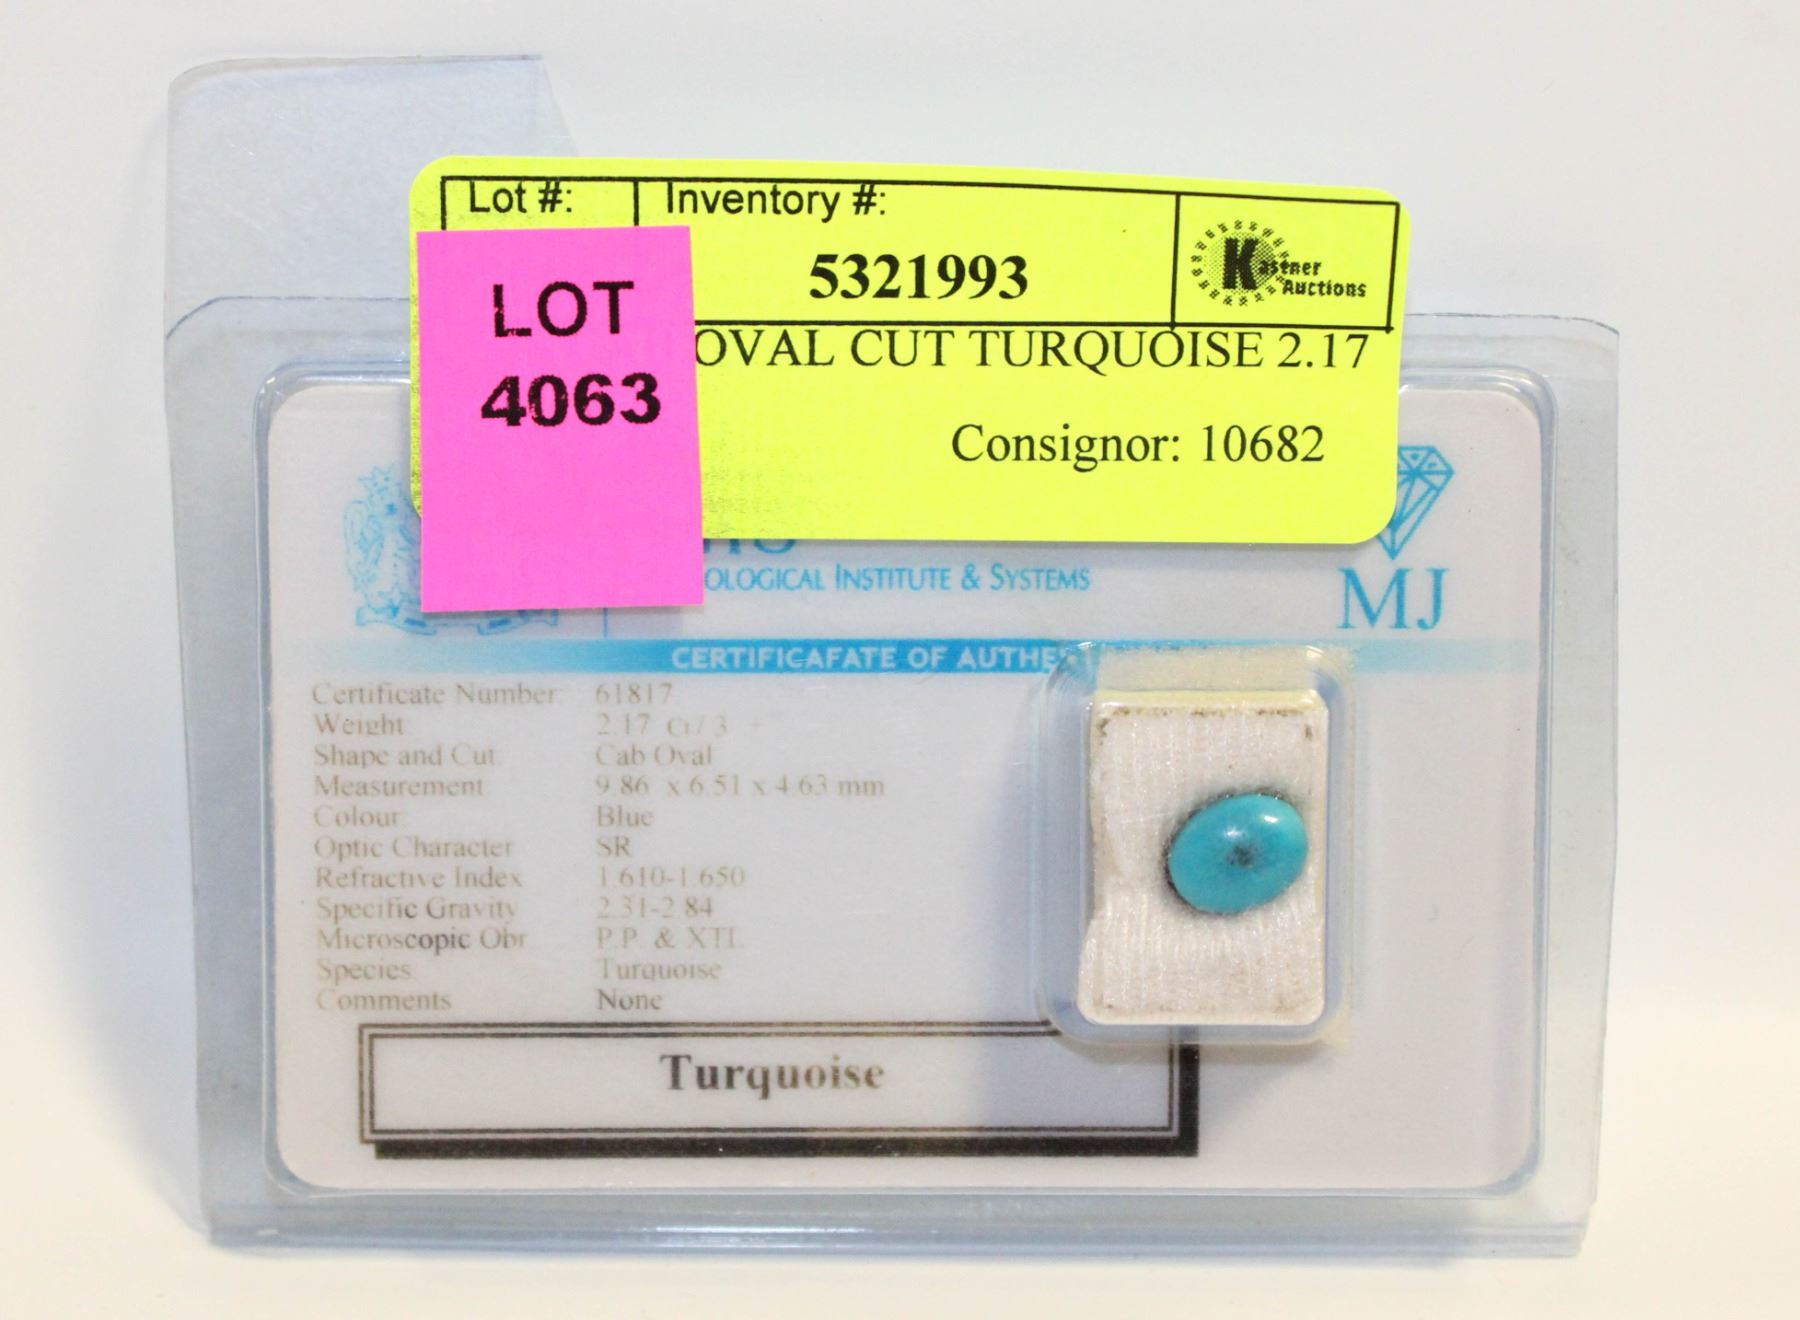 Lot #: Inventory #:
LOT
4063
5321993
Kastner
Auctions
OVAL CUT TURQUOISE 2.17
Consignor: 10682
OLOGICAL INSTITUTE & SYSTEMS
MJ
CERTIFICAFATE OF AUTHE
Certificate Number: 61817
Weight 2.17 Ct/ 3 +
Shape and Cut Cab Oval
Measurement 9.86 x 6.51 x 4.63 mm
Colour Blue
Optic Character SR
Refractive Index 1.610-1.650
Specific Gravity 2.31-2.84
Microscopic Obr P.P. & XTL
Species Turquoise
Comments None
Turquoise